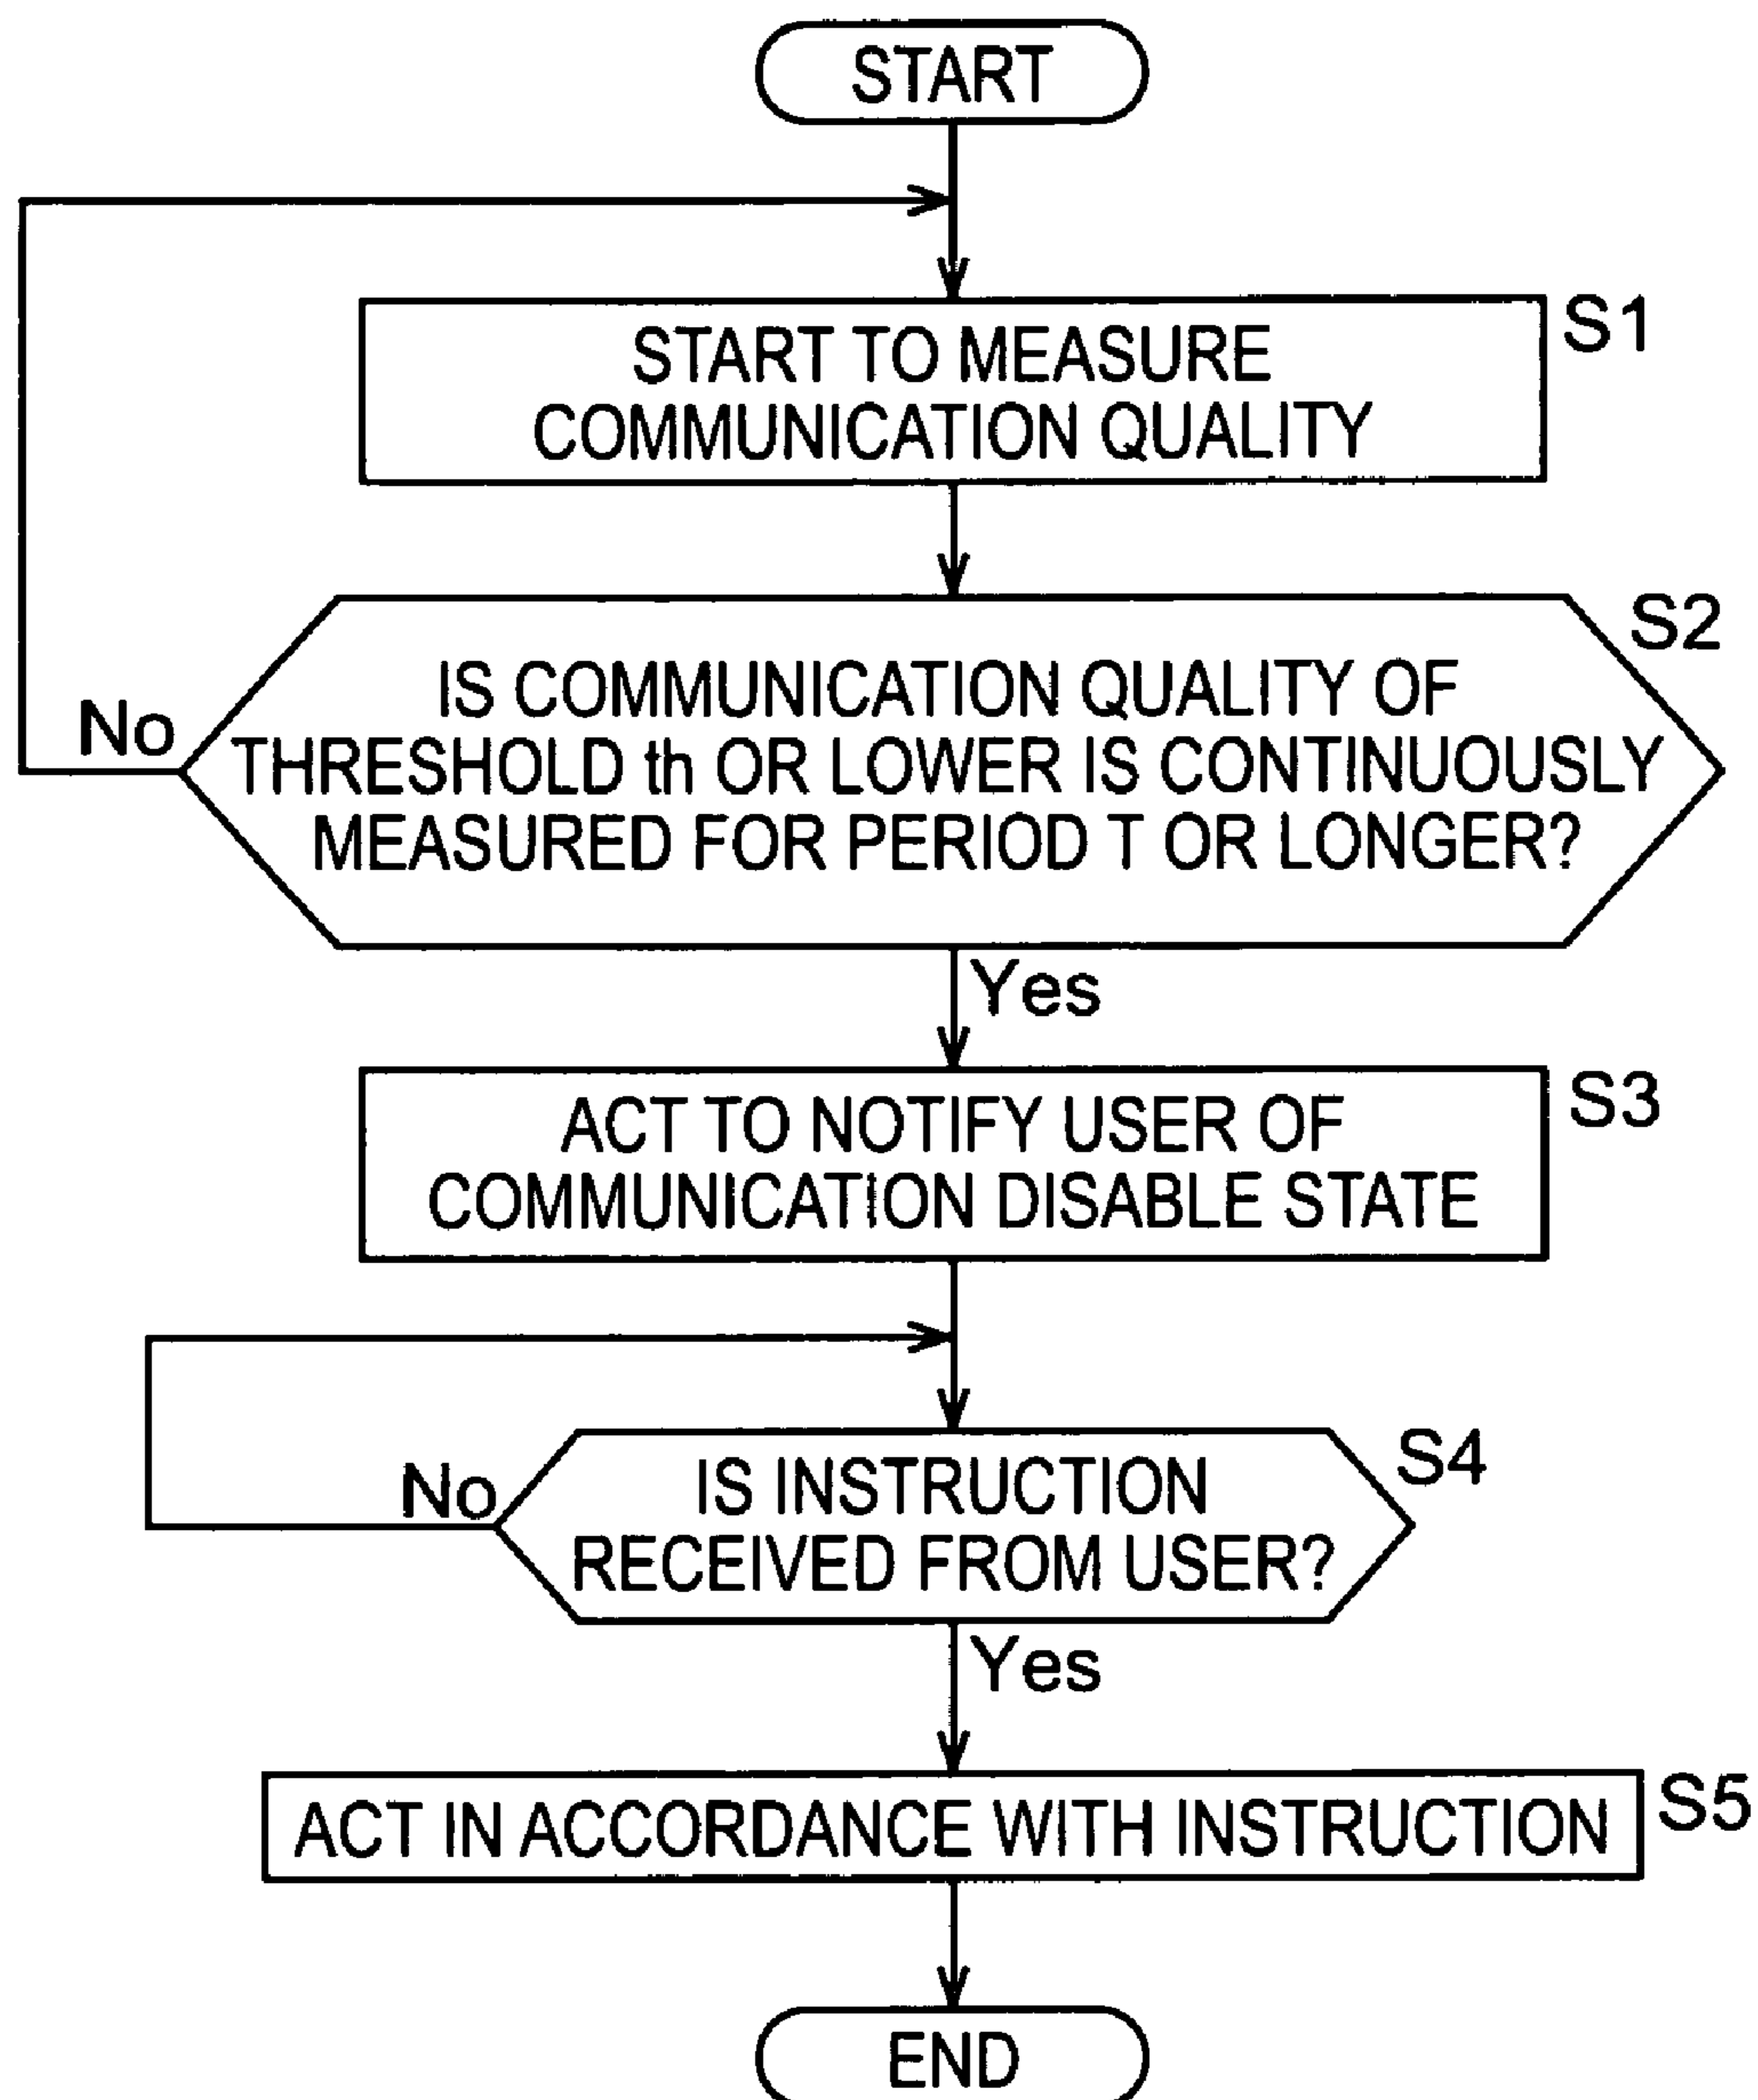 START
START TO MEASURE
COMMUNICATION QUALITY
S1
IS COMMUNICATION QUALITY OF
THRESHOLD th OR LOWER IS CONTINUOUSLY
MEASURED FOR PERIOD T OR LONGER?
S2
No
Yes
ACT TO NOTIFY USER OF
COMMUNICATION DISABLE STATE
S3
IS INSTRUCTION
RECEIVED FROM USER?
S4
No
Yes
ACT IN ACCORDANCE WITH INSTRUCTION
S5
END